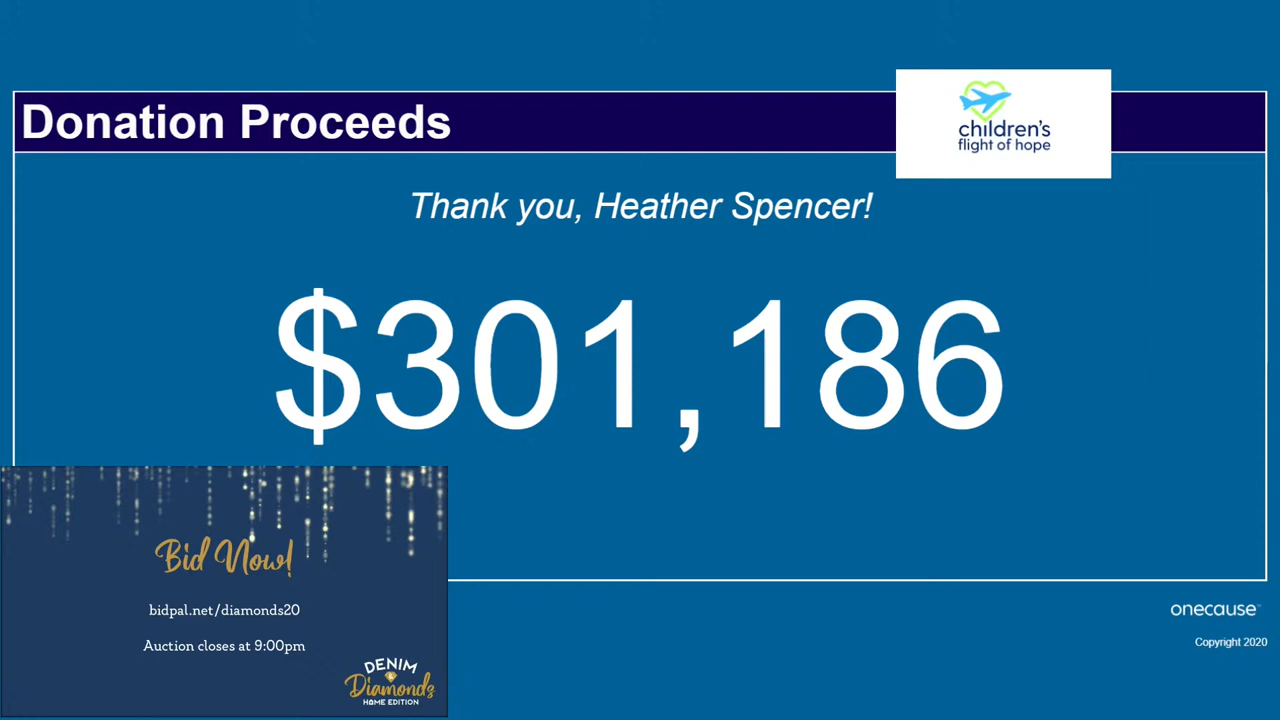 Donation Proceeds
children's
flight of hope
Thank you, Heather Spencer!
$301,186
Bid Now!
bidpal.net/diamonds20
Auction closes at 9:00pm
DENIM
&
Diamonds
HOME EDITION
onecause™
Copyright 2020